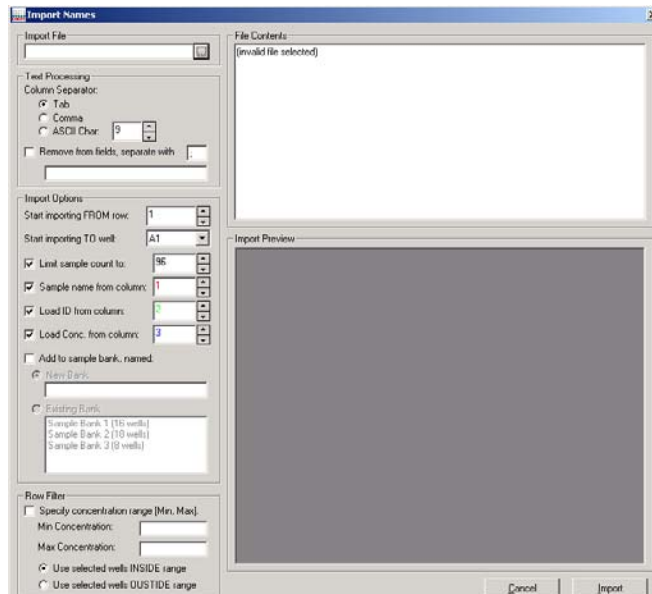 Import Names
Import File
Text Processing
Column Separator:
Tab
Comma
ASCII Char: 9
Remove from fields, separate with ;
Import Options
Start importing FROM row: 1
Start importing TO well: A1
Limit sample count to: 96
Sample name from column: 1
Load ID from column: 2
Load Conc. from column: 3
Add to sample bank, named:
New Bank
Existing Bank
Sample Bank 1 (16 wells)
Sample Bank 2 (18 wells)
Sample Bank 3 (8 wells)
Row Filter
Specify concentration range [Min, Max].
Min Concentration:
Max Concentration:
Use selected wells INSIDE range
Use selected wells OUSTIDE range
File Contents
(invalid file selected)
Import Preview
Cancel Import